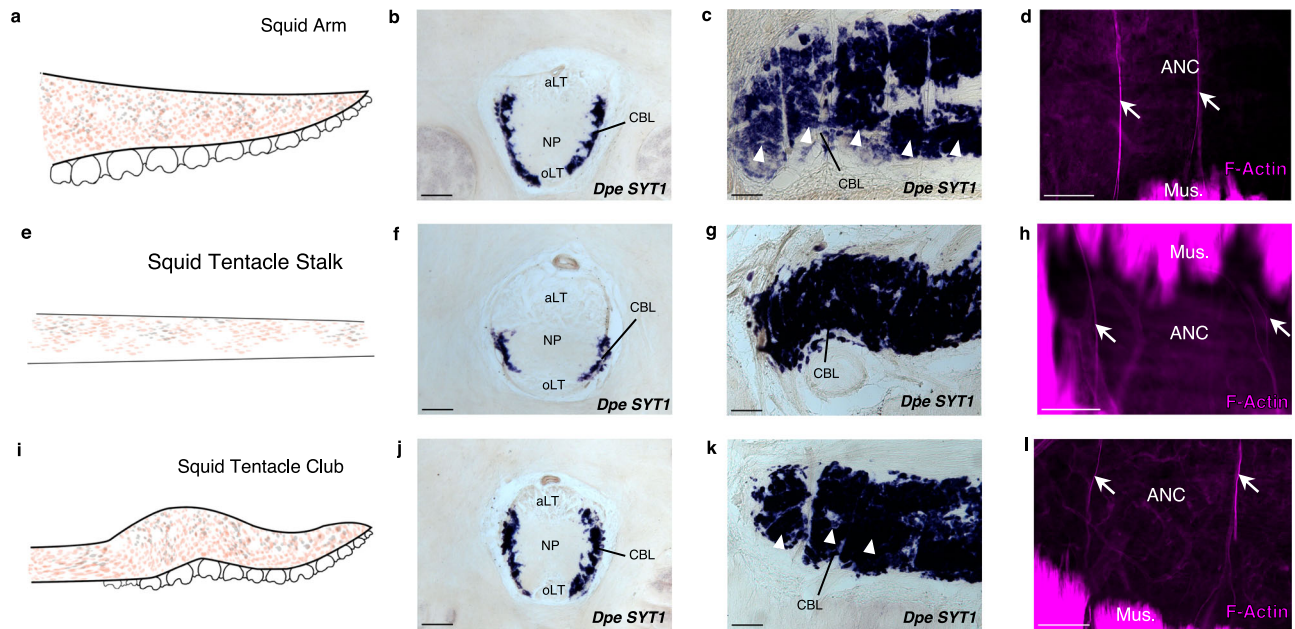 a
Squid Arm
b
aLT
CBL
NP
oLT
Dpe SYT1
c
CBL
Dpe SYT1
d
ANC
F-Actin
Mus.
e
Squid Tentacle Stalk
f
aLT
CBL
NP
oLT
Dpe SYT1
g
CBL
Dpe SYT1
h
Mus.
ANC
F-Actin
i
Squid Tentacle Club
j
aLT
NP
CBL
oLT
Dpe SYT1
k
CBL
Dpe SYT1
l
ANC
Mus.
F-Actin